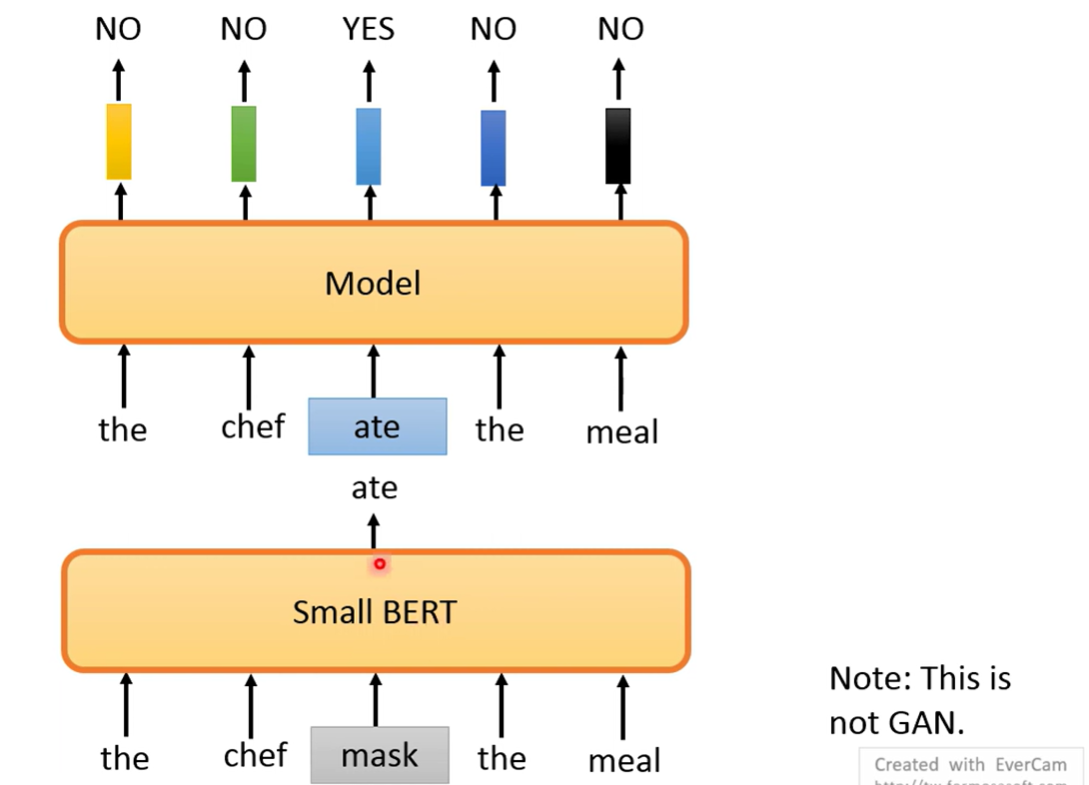 NO NO YES NO NO
Model
the chef ate the meal
ate
Small BERT
the chef mask the meal
Note: This is
not GAN.
Created with EverCam